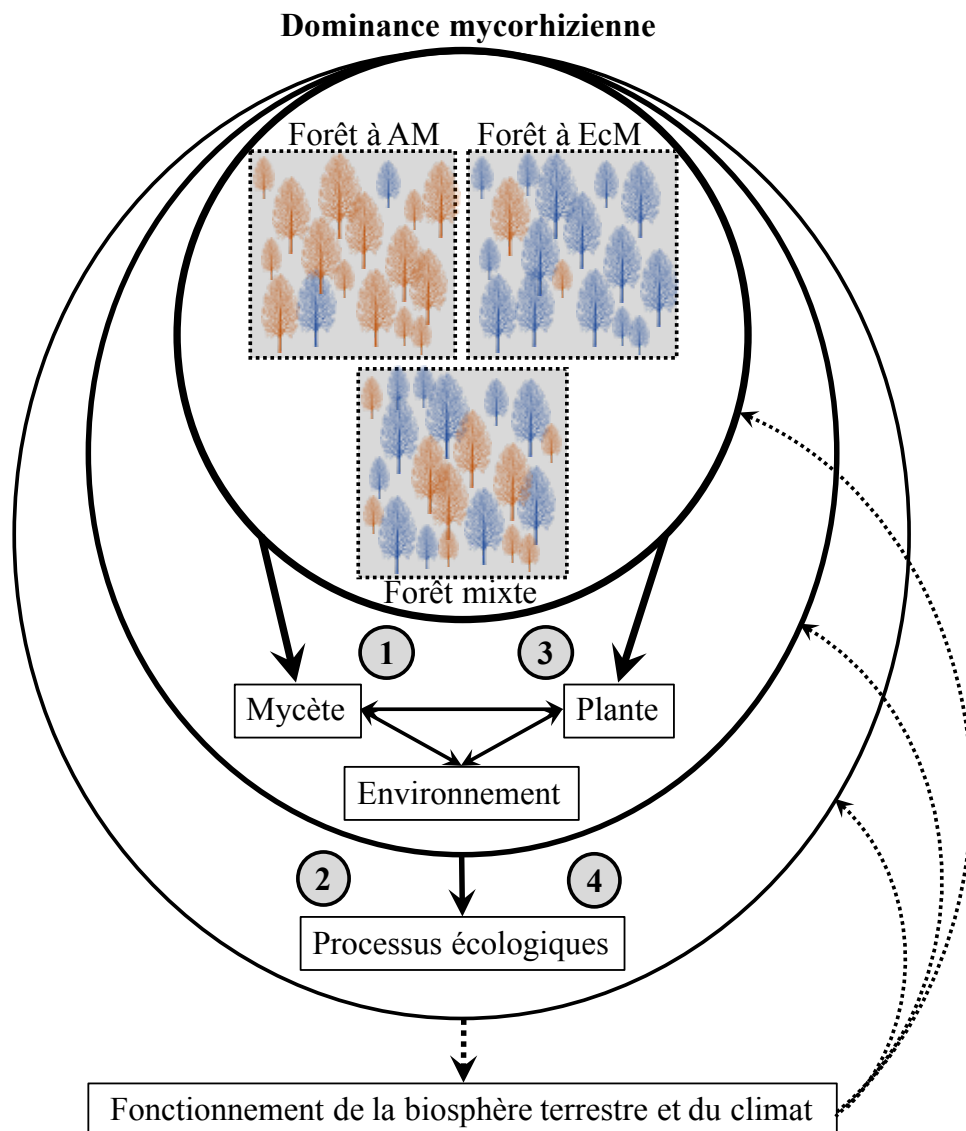 Dominance mycorhizienne
Forêt à AM
Forêt à EcM
Forêt mixte
1
3
Mycète
Plante
Environnement
2
4
Processus écologiques
Fonctionnement de la biosphère terrestre et du climat